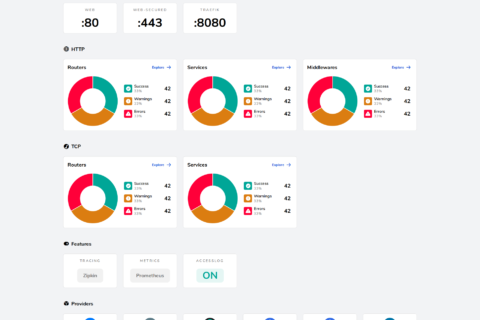 WEB WEB-SECURED TRAEFIK
:80 :443 :8080
HTTP
Routers Explore → Services Explore → Middlewares Explore →
Success 42 Success 42 Success 42
Warnings 42 Warnings 42 Warnings 42
Errors 42 Errors 42 Errors 42
TCP
Routers Explore → Services Explore →
Success 42 Success 42
Warnings 42 Warnings 42
Errors 42 Errors 42
Features
TRACING METRICS ACCESSLOG
Zipkin Prometheus ON
Providers